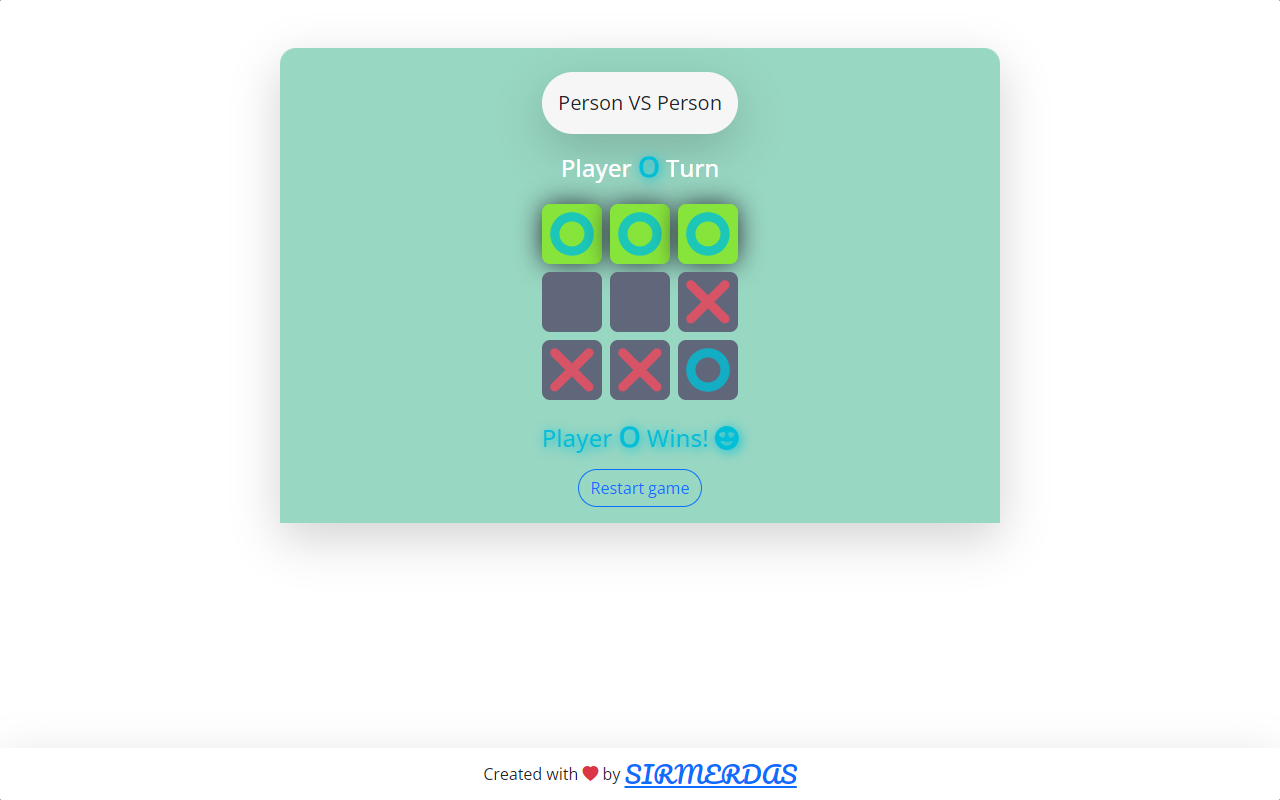 Person VS Person
Player O Turn
Player O Wins!
Restart game
Created with by SIRMERDAS